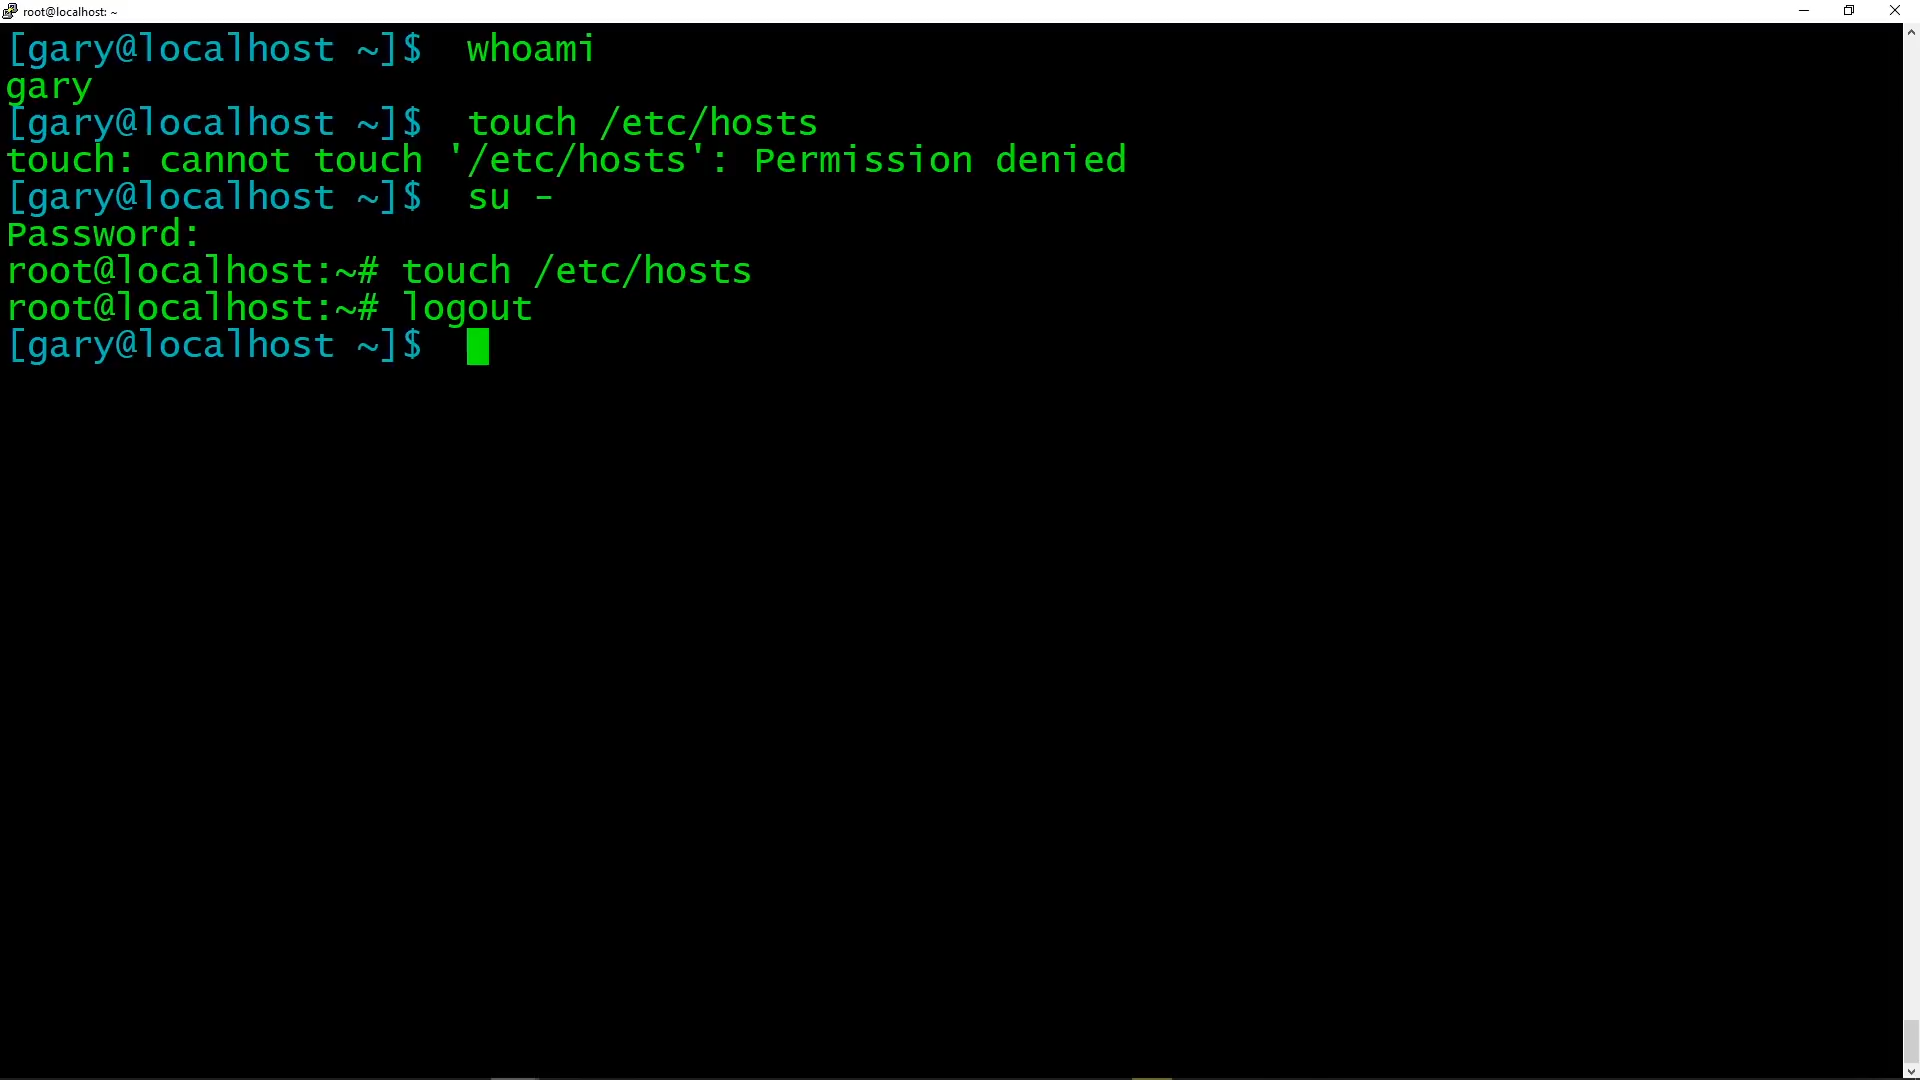 root@localhost: ~
[gary@localhost ~]$  whoami
gary
[gary@localhost ~]$  touch /etc/hosts
touch: cannot touch '/etc/hosts': Permission denied
[gary@localhost ~]$  su -
Password:
root@localhost:~# touch /etc/hosts
root@localhost:~# logout
[gary@localhost ~]$